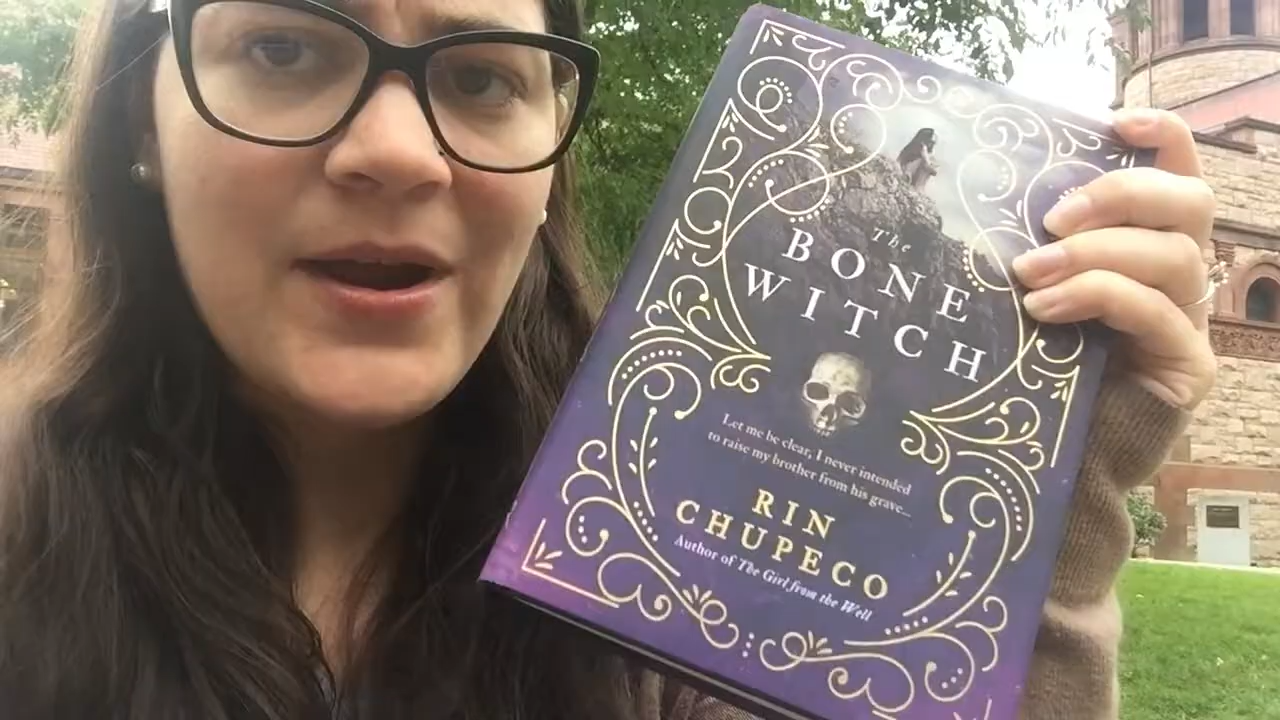 The
BONE
WITCH
Let me be clear, I never intended
to raise my brother from his grave...
RIN
CHUPECO
Author of The Girl from the Well